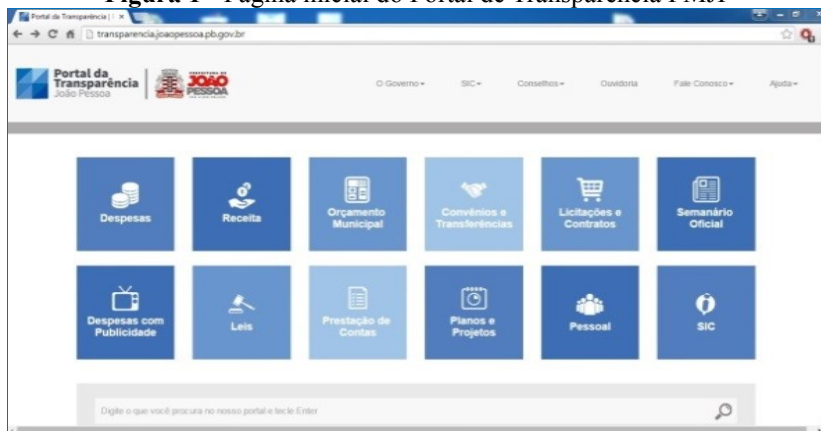 Figura 1 - Página inicial do Portal de Transparência PMJP
Portal da Transparência |
transparencia.joaopessoa.pb.gov.br
Portal da
Transparência
João Pessoa
JOÃO
PESSOA
O Governo
SIC
Conselhos
Ouvidoria
Fale Conosco
Ajuda
Despesas
Receita
Orçamento
Municipal
Convênios e
Transferências
Licitações e
Contratos
Semanário
Oficial
Despesas com
Publicidade
Leis
Prestação de
Contas
Planos e
Projetos
Pessoal
SIC
Digite o que você procura no nosso portal e tecle Enter